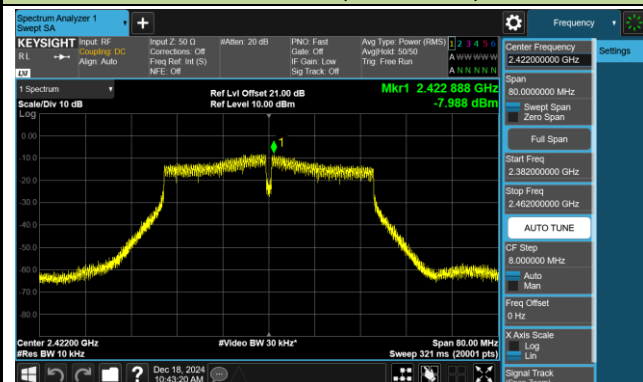 Spectrum Analyzer 1
Swept SA
Frequency
KEYSIGHT
RL
LXI
Input: RF
Coupling: DC
Align: Auto
Input Z: 50 Ω
Corrections: Off
Freq Ref: Int (S)
NFE: Off
#Atten: 20 dB
PNO: Fast
Gate: Off
IF Gain: Low
Sig Track: Off
Avg Type: Power (RMS)
Avg|Hold: 50/50
Trig: Free Run
1 2 3 4 5 6
A W W W W W
A N N N N N
1 Spectrum
Scale/Div 10 dB
Log
Ref Lvl Offset 21.00 dB
Ref Level 10.00 dBm
Mkr1 2.422 888 GHz
-7.988 dBm
1
0.00
-10.0
-20.0
-30.0
-40.0
-50.0
-60.0
-70.0
-80.0
Center 2.42200 GHz
#Res BW 10 kHz
#Video BW 30 kHz*
Span 80.00 MHz
Sweep 321 ms (20001 pts)
Dec 18, 2024
10:43:20 AM
Center Frequency
2.422000000 GHz
Span
80.0000000 MHz
Swept Span
Zero Span
Full Span
Start Freq
2.382000000 GHz
Stop Freq
2.462000000 GHz
AUTO TUNE
CF Step
8.000000 MHz
Auto
Man
Freq Offset
0 Hz
X Axis Scale
Log
Lin
Signal Track
(Span Zoom)
Settings